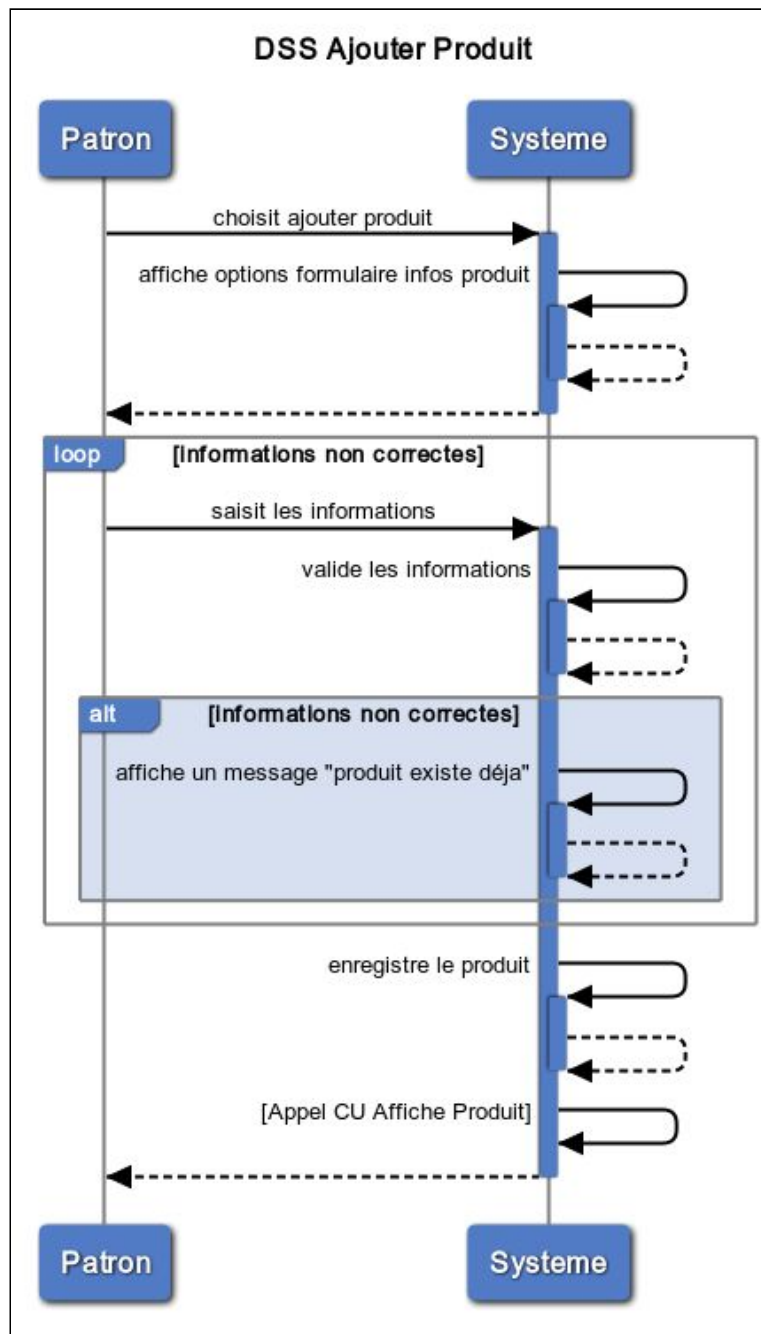 DSS Ajouter Produit
Patron
Systeme
choisit ajouter produit
affiche options formulaire infos produit
loop
[informations non correctes]
saisit les informations
valide les informations
alt
[informations non correctes]
affiche un message "produit existe déja"
enregistre le produit
[Appel CU Affiche Produit]
Patron
Systeme